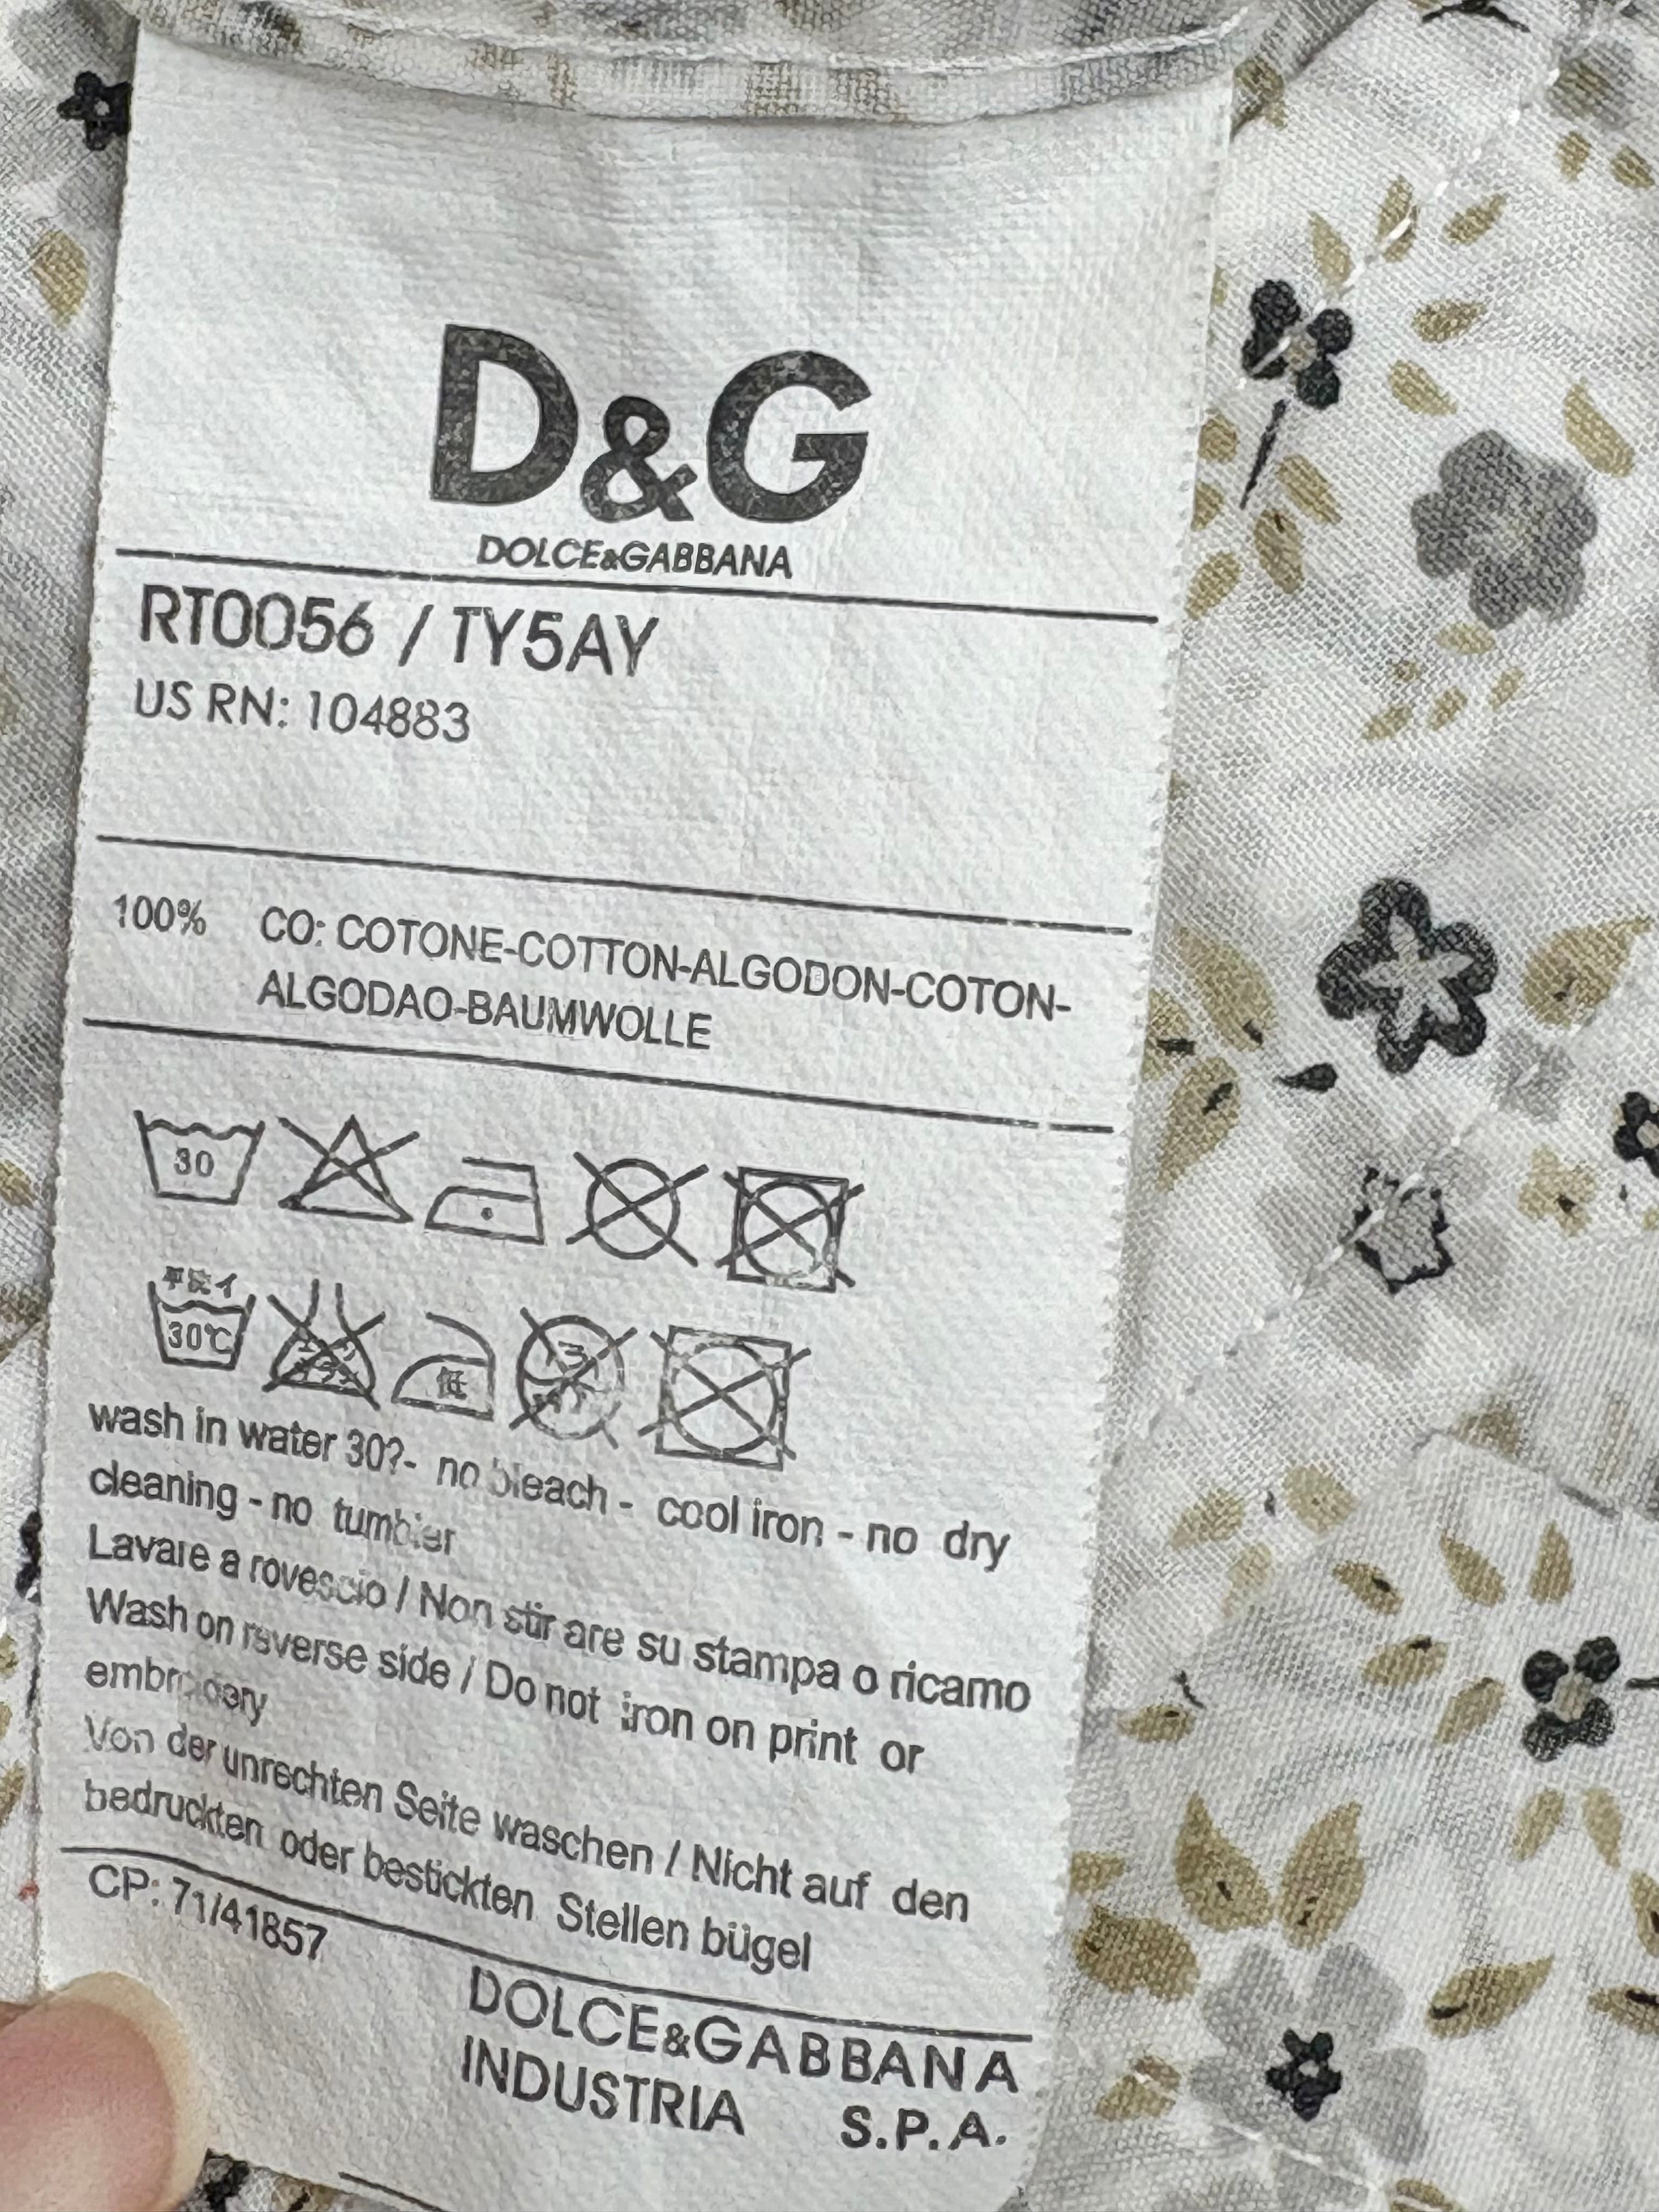 D&G
DOLCE&GABBANA
RT0056 / TY5AY
US RN: 104883
100% CO: COTONE-COTTON-ALGODON-COTON-
ALGODAO-BAUMWOLLE
30
30℃
低
wash in water 30?- no bleach - cool iron - no dry
cleaning - no tumbler
Lavare a rovescio / Non stirare su stampa o ricamo
Wash on reverse side / Do not iron on print or
embroidery
Von der unrechten Seite waschen / Nicht auf den
bedruckten oder bestickten Stellen bügel
CP: 71/41857
DOLCE&GABBANA
INDUSTRIA S.P.A.